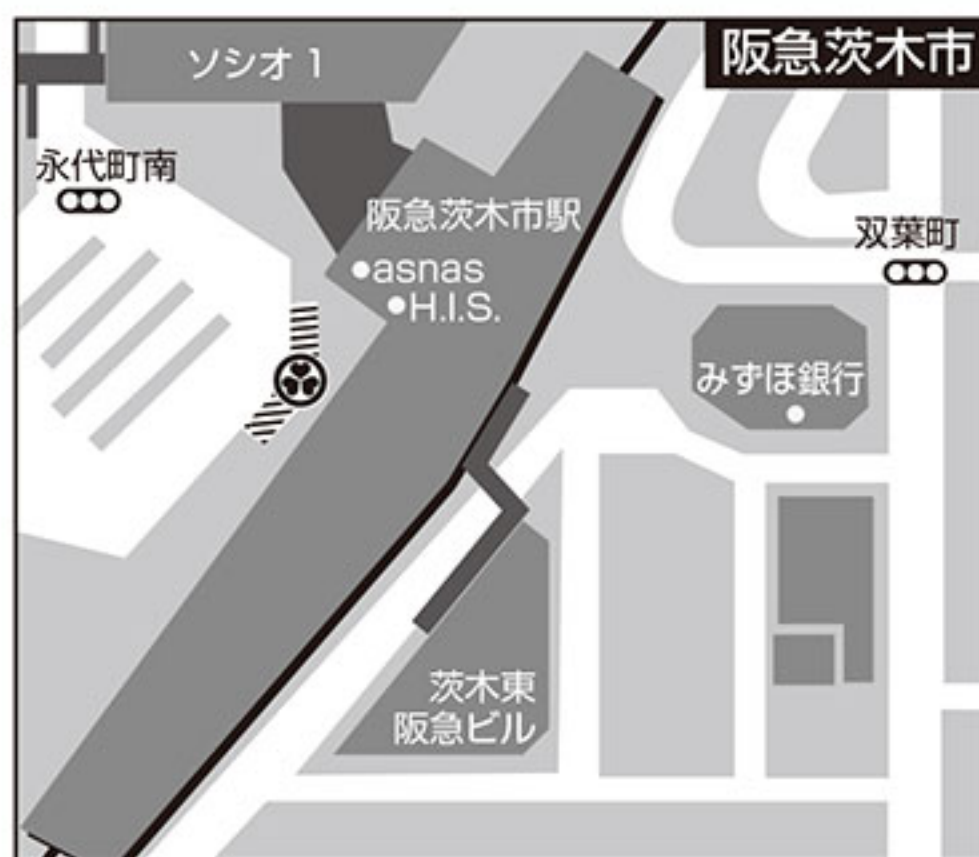 阪急茨木市
ソシオ1
永代町南
阪急茨木市駅
asnas
H.I.S.
双葉町
みずほ銀行
茨木東
阪急ビル